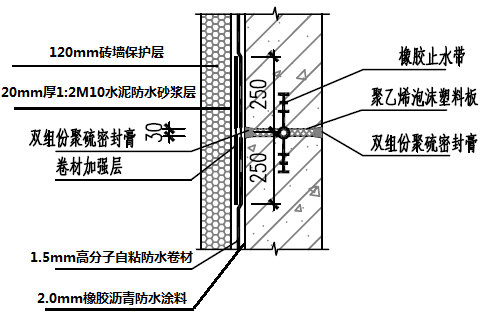 120mm砖墙保护层
20mm厚1:2M10水泥防水砂浆层
双组份聚硫密封膏
卷材加强层
1.5mm高分子自粘防水卷材
2.0mm橡胶沥青防水涂料
30
250
250
橡胶止水带
聚乙烯泡沫塑料板
双组份聚硫密封膏